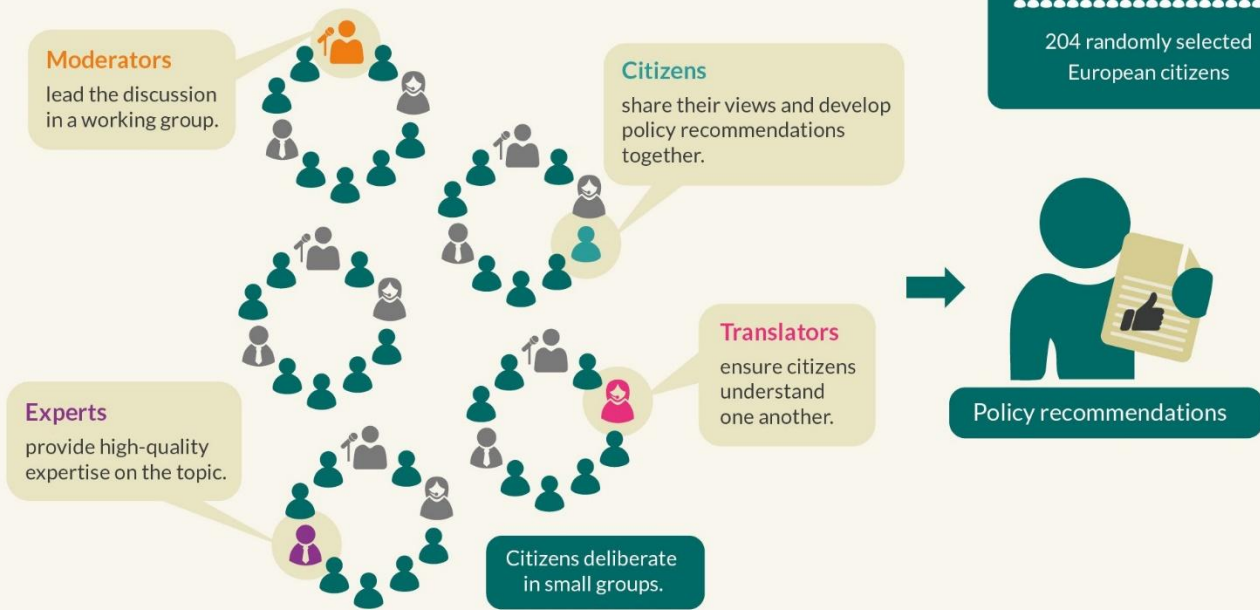 204 randomly selected
European citizens
Moderators
lead the discussion
in a working group.
Citizens
share their views and develop
policy recommendations
together.
Translators
ensure citizens
understand
one another.
Experts
provide high-quality
expertise on the topic.
Citizens deliberate
in small groups.
Policy recommendations